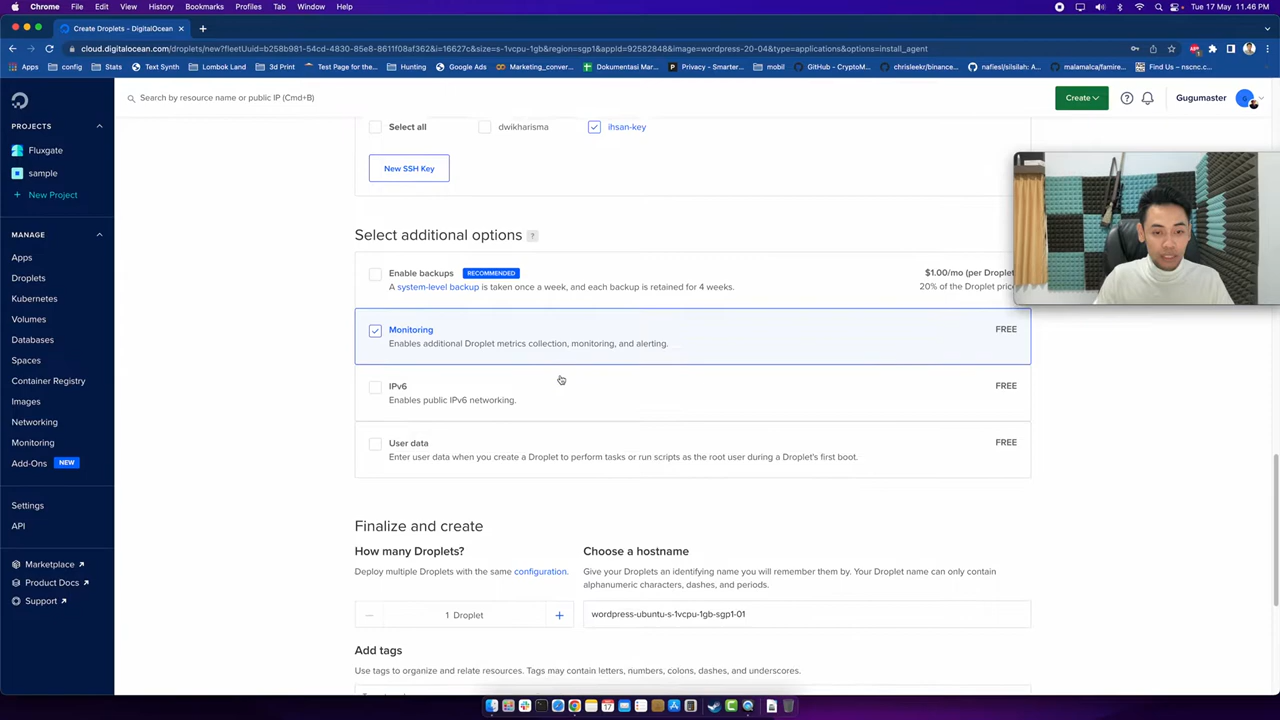 Chrome File Edit View History Bookmarks Profiles Tab Window Help Tue 17 May 11.46 PM
Create Droplets - DigitalOcean
cloud.digitalocean.com/droplets/new?fleetUuid=b258b981-54cd-4830-85e8-8611f08af362&i=16627c&size=s-1vcpu-1gb&region=sgp1&appId=92582848&image=wordpress-20-04&type=applications&options=install_agent
Apps config Stats Text Synth Lombok Land 3d Print Test Page for the... Hunting Google Ads Marketing_conver... Dokumentasi Mar... Privacy - Smarter... mobil GitHub - CryptoM... chrisleekr/binance... nafiesl/silsilah: A... malamalca/famire... Find Us – nscnc.c...
Search by resource name or public IP (Cmd+B)
Create
Gugumaster
PROJECTS
Fluxgate
sample
+ New Project
MANAGE
Apps
Droplets
Kubernetes
Volumes
Databases
Spaces
Container Registry
Images
Networking
Monitoring
Add-Ons NEW
Settings
API
Marketplace
Product Docs
Support
Select all dwikharisma ihsan-key
New SSH Key
Select additional options ?
Enable backups RECOMMENDED $1.00/mo (per Droplet
A system-level backup is taken once a week, and each backup is retained for 4 weeks. 20% of the Droplet pric
Monitoring FREE
Enables additional Droplet metrics collection, monitoring, and alerting.
IPv6 FREE
Enables public IPv6 networking.
User data FREE
Enter user data when you create a Droplet to perform tasks or run scripts as the root user during a Droplet's first boot.
Finalize and create
How many Droplets?
Deploy multiple Droplets with the same configuration.
1 Droplet
Choose a hostname
Give your Droplets an identifying name you will remember them by. Your Droplet name can only contain
alphanumeric characters, dashes, and periods.
wordpress-ubuntu-s-1vcpu-1gb-sgp1-01
Add tags
Use tags to organize and relate resources. Tags may contain letters, numbers, colons, dashes, and underscores.